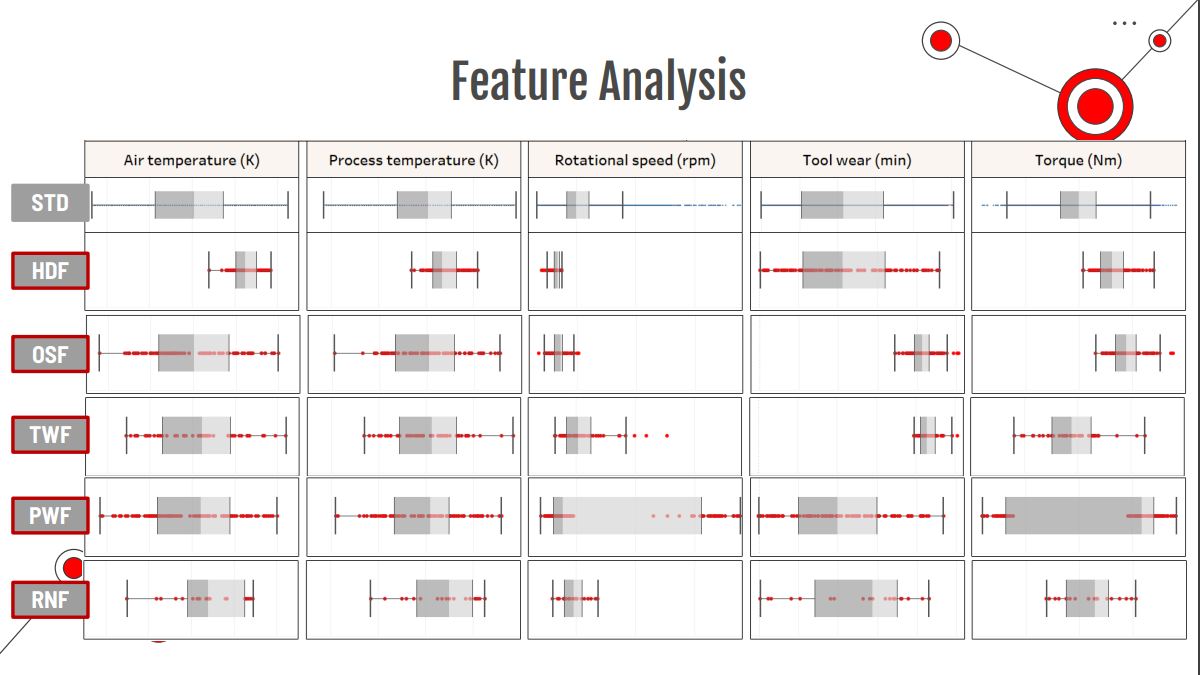 Feature Analysis
Air temperature (K) Process temperature (K) Rotational speed (rpm) Tool wear (min) Torque (Nm)
STD
HDF
OSF
TWF
PWF
RNF